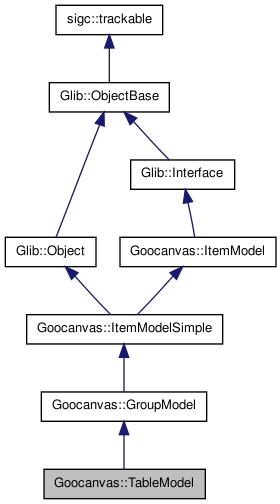 sigc::trackable
Glib::ObjectBase
Glib::Interface
Glib::Object
Goocanvas::ItemModel
Goocanvas::ItemModelSimple
Goocanvas::GroupModel
Goocanvas::TableModel